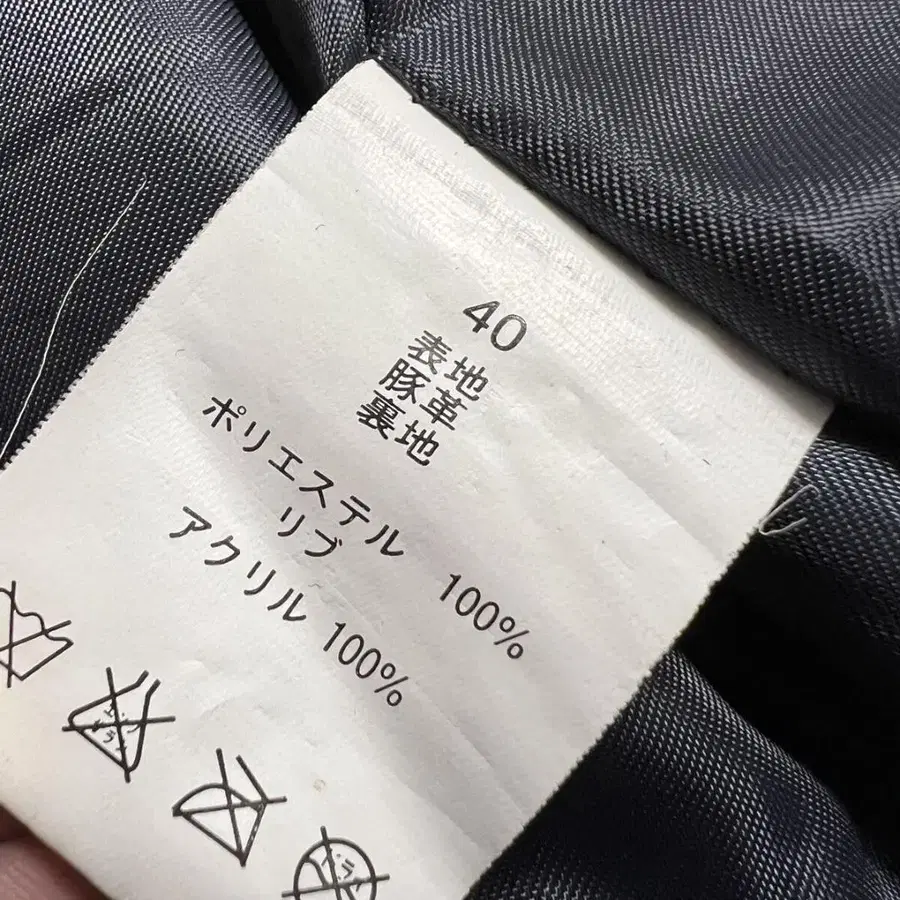 40
表地
豚革
裏地
ポリエステル 100%
リブ
アクリル 100%